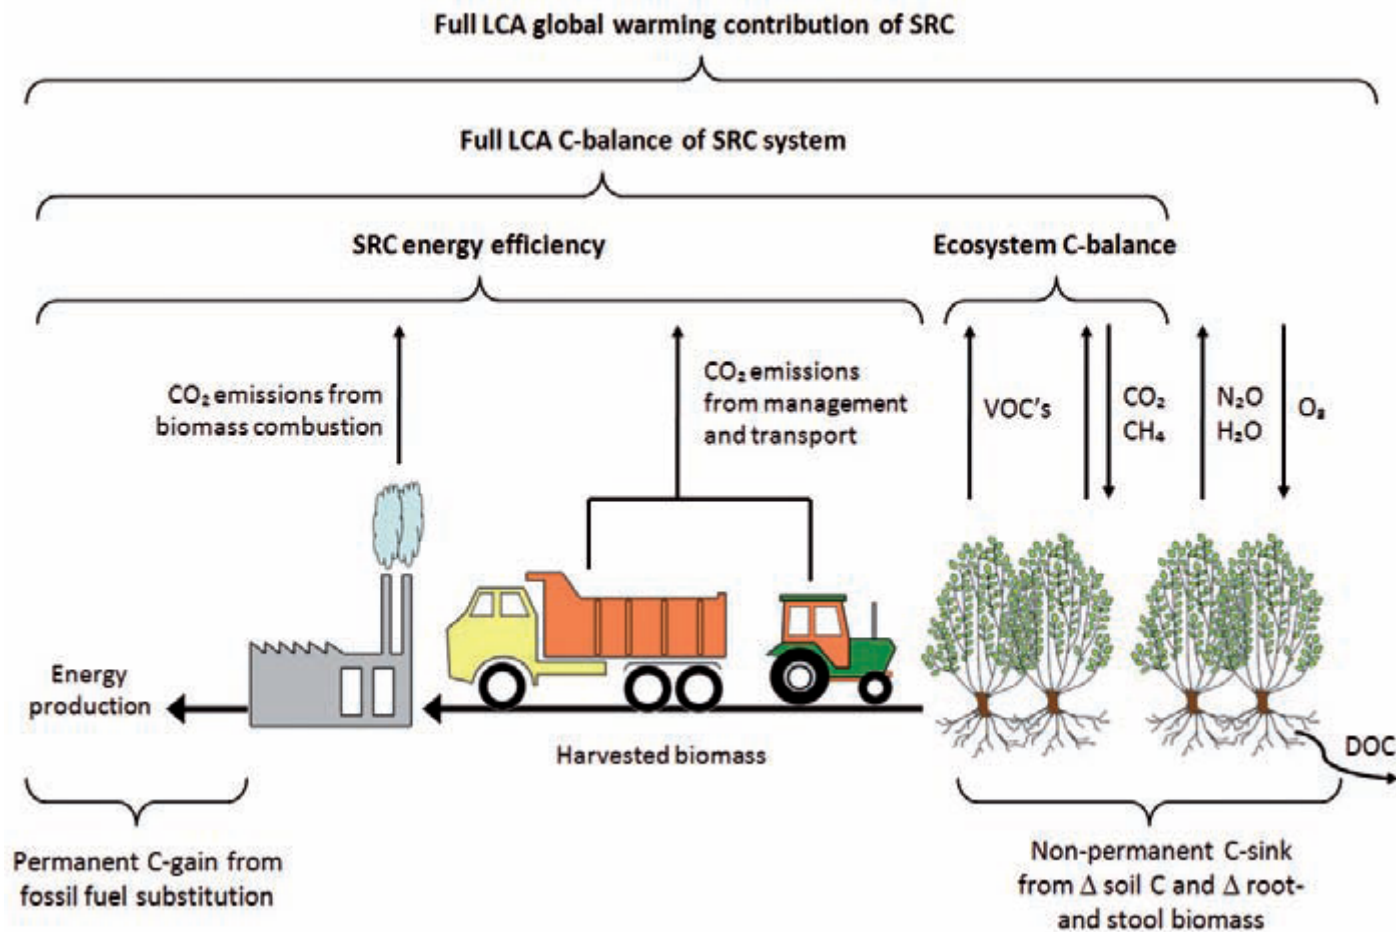 Full LCA global warming contribution of SRC
Full LCA C-balance of SRC system
SRC energy efficiency
Ecosystem C-balance
CO₂ emissions from
biomass combustion
CO₂ emissions
from management
and transport
VOC's
CO₂
CH₄
N₂O
H₂O
O₃
Energy
production
Harvested biomass
DOC
Permanent C-gain from
fossil fuel substitution
Non-permanent C-sink
from Δ soil C and Δ root-
and stool biomass